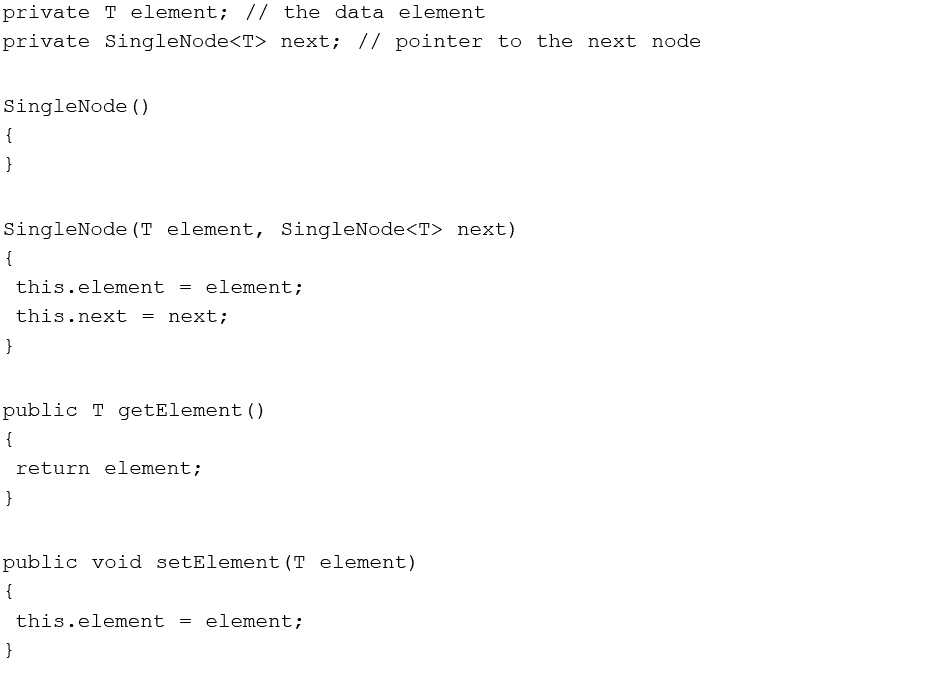 private T element; // the data element
private SingleNode<T> next; // pointer to the next node
SingleNode()
{
}
SingleNode(T element, SingleNode<T> next)
{
this.element = element;
this.next = next;
}
public T getElement()
{
return element;
}
public void setElement(T element)
{
this.element = element;
}